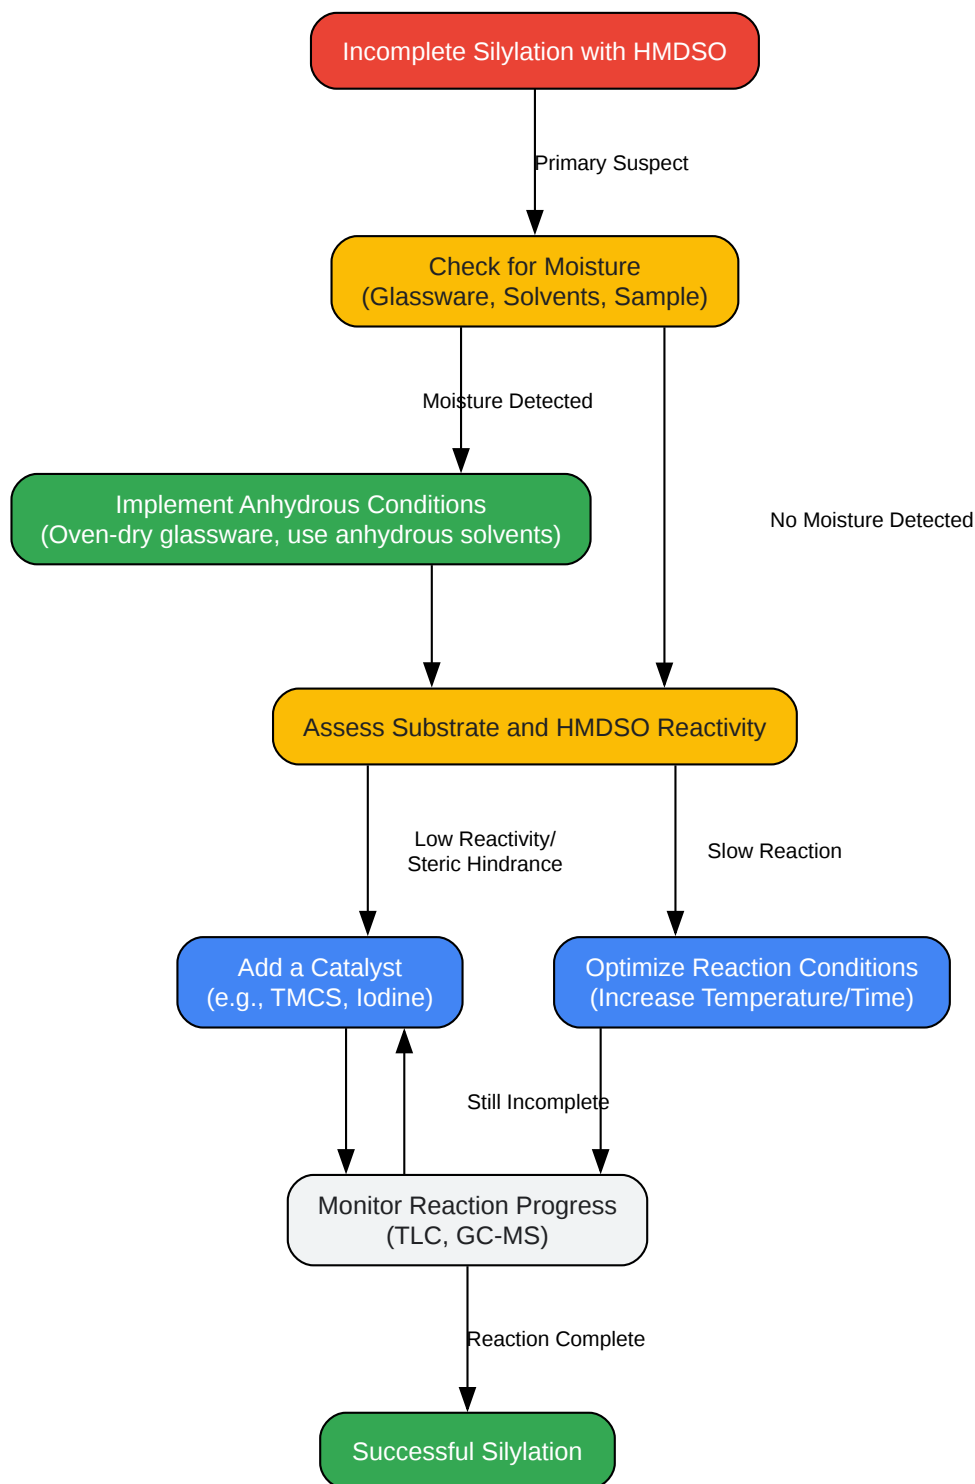 Incomplete Silylation with HMDSO
Primary Suspect
Check for Moisture
(Glassware, Solvents, Sample)
Moisture Detected
Implement Anhydrous Conditions
(Oven-dry glassware, use anhydrous solvents)
No Moisture Detected
Assess Substrate and HMDSO Reactivity
Low Reactivity/
Steric Hindrance
Slow Reaction
Add a Catalyst
(e.g., TMCS, Iodine)
Optimize Reaction Conditions
(Increase Temperature/Time)
Still Incomplete
Monitor Reaction Progress
(TLC, GC-MS)
Reaction Complete
Successful Silylation